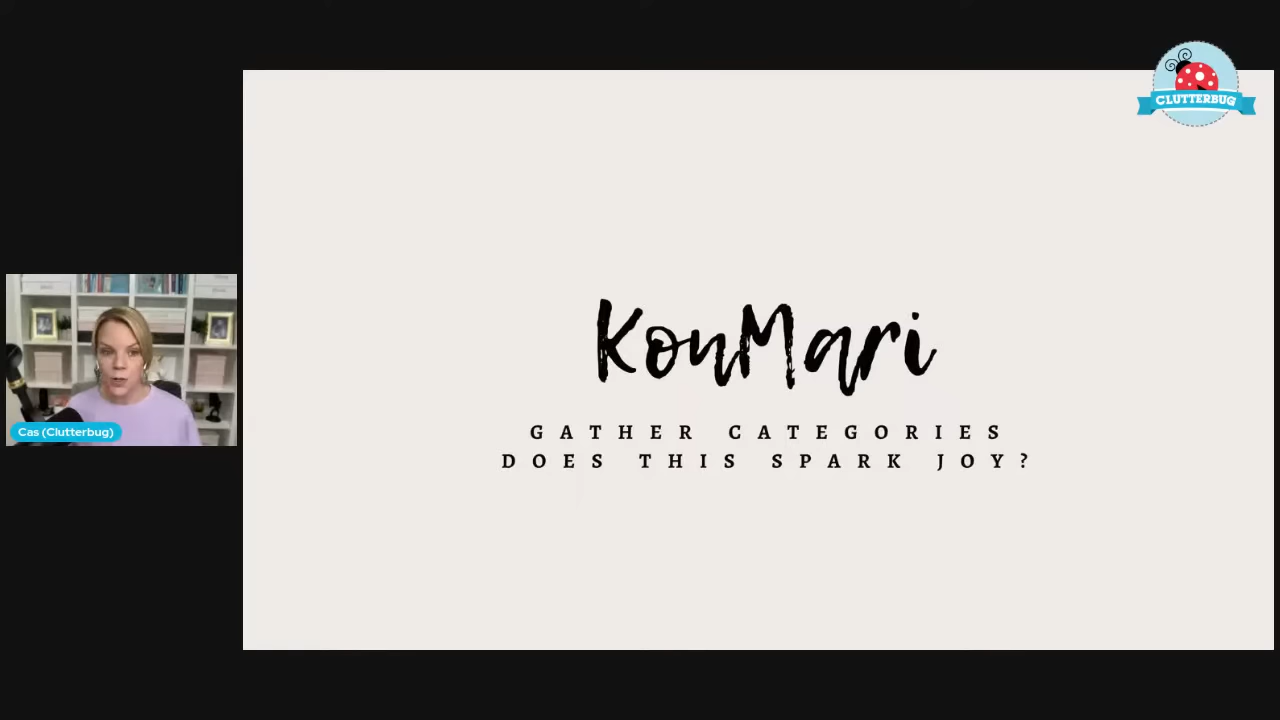 CLUTTERBUG
KonMari
GATHER CATEGORIES
DOES THIS SPARK JOY?
Cas (Clutterbug)